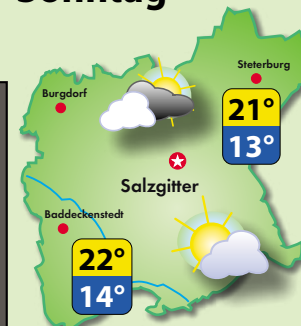 Sonntag
Steterburg
Burgdorf
21°
13°
Salzgitter
Baddeckenstedt
22°
14°